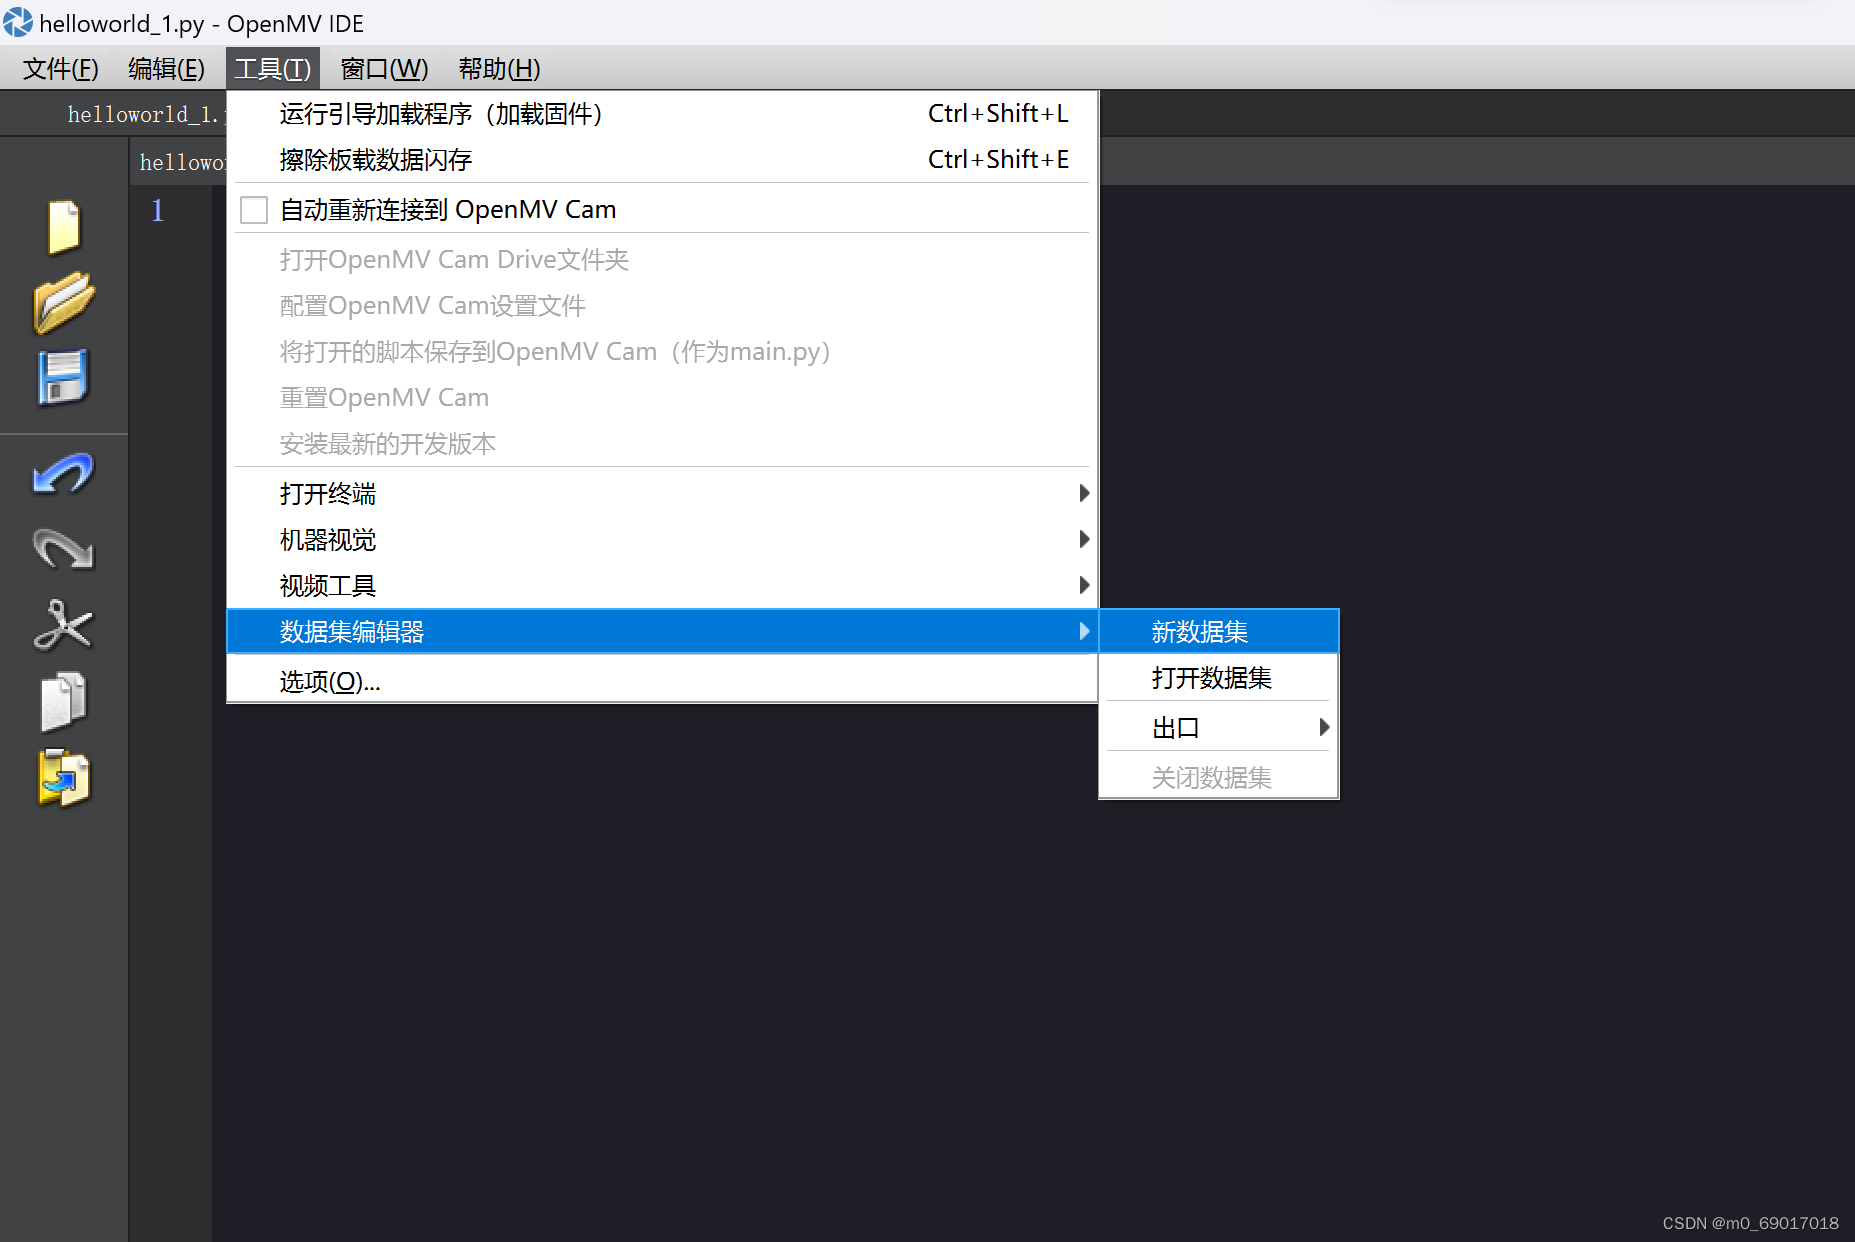 helloworld_1.py - OpenMV IDE
文件(F) 编辑(E) 工具(T) 窗口(W) 帮助(H)
helloworld_1.
运行引导加载程序（加载固件） Ctrl+Shift+L
擦除板载数据闪存 Ctrl+Shift+E
hellowo
1
自动重新连接到 OpenMV Cam
打开OpenMV Cam Drive文件夹
配置OpenMV Cam设置文件
将打开的脚本保存到OpenMV Cam（作为main.py）
重置OpenMV Cam
安装最新的开发版本
打开终端
机器视觉
视频工具
数据集编辑器
选项(O)...
新数据集
打开数据集
出口
关闭数据集
CSDN @m0_69017018